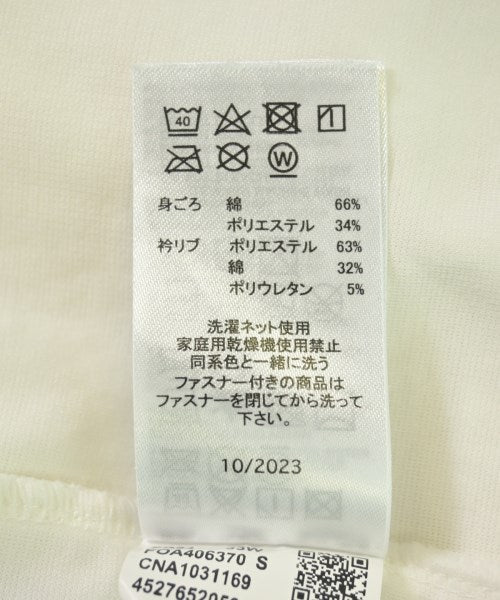 40
W
身ごろ 綿 66%
ポリエステル 34%
衿リブ ポリエステル 63%
綿 32%
ポリウレタン 5%
洗濯ネット使用
家庭用乾燥機使用禁止
同系色と一緒に洗う
ファスナー付きの商品は
ファスナーを閉じてから洗って
下さい。
10/2023
FOA406370 S
CNA1031169